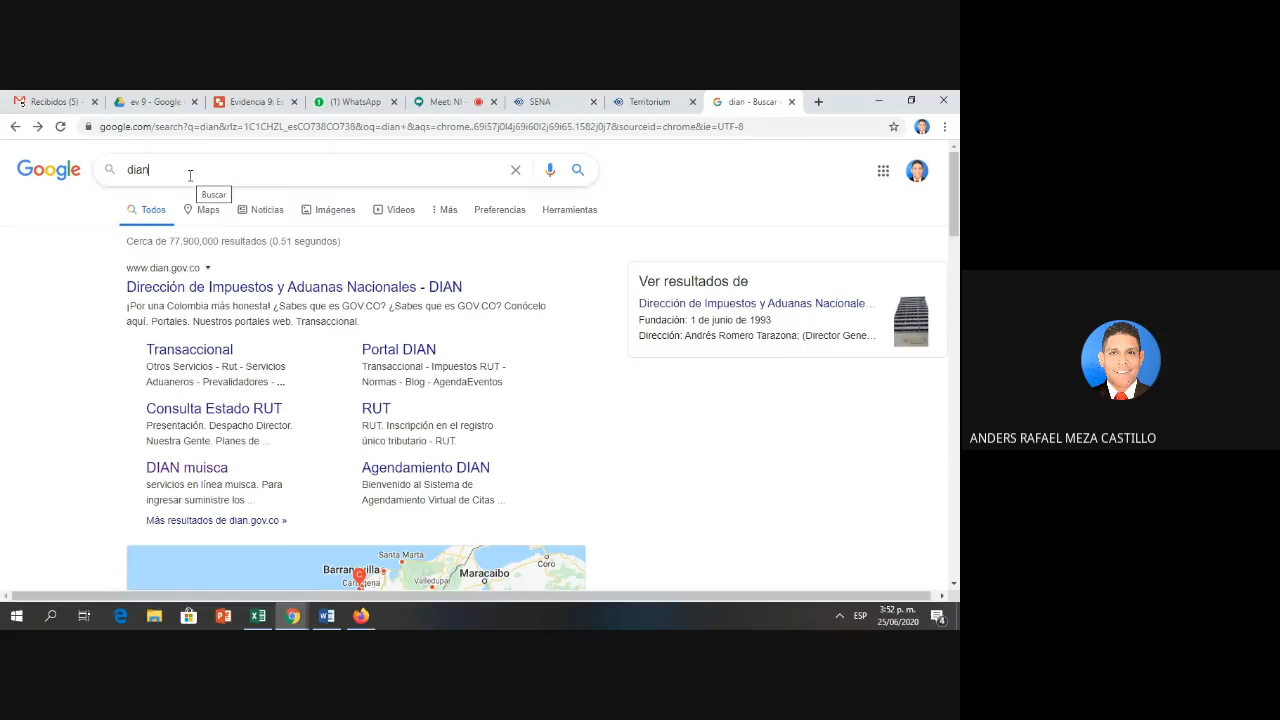 Recibidos (5)
ev 9 - Google
Evidencia 9: Es
(1) WhatsApp
Meet: NI -
SENA
Territorium
dian - Buscar
google.com/search?q=dian&rlz=1C1CHZL_esCO738CO738&oq=dian+&aqs=chrome..69i57j0l4j69i60l2j69i65.1582j0j7&sourceid=chrome&ie=UTF-8
Google
dian
Buscar
Todos Maps Noticias Imágenes Videos Más Preferencias Herramientas
Cerca de 77,900,000 resultados (0.51 segundos)
www.dian.gov.co
Dirección de Impuestos y Aduanas Nacionales - DIAN
¡Por una Colombia más honesta! ¿Sabes que es GOV.CO? ¿Sabes que es GOV.CO? Conócelo
aquí. Portales. Nuestros portales web. Transaccional.
Transaccional
Otros Servicios - Rut - Servicios
Aduaneros - Prevalidadores - ...
Portal DIAN
Transaccional - Impuestos RUT -
Normas - Blog - AgendaEventos
Consulta Estado RUT
Presentación. Despacho Director.
Nuestra Gente. Planes de ...
RUT
RUT. Inscripción en el registro
único tributario - RUT.
DIAN muisca
servicios en línea muisca. Para
ingresar suministre los ...
Agendamiento DIAN
Bienvenido al Sistema de
Agendamiento Virtual de Citas ...
Más resultados de dian.gov.co »
Ver resultados de
Dirección de Impuestos y Aduanas Nacionale...
Fundación: 1 de junio de 1993
Dirección: Andrés Romero Tarazona; (Director Gene...
Santa Marta
Barranquilla
Cartagena
Valledupar
Maracaibo
Coro
C
ESP
3:52 p. m.
25/06/2020
4
ANDERS RAFAEL MEZA CASTILLO